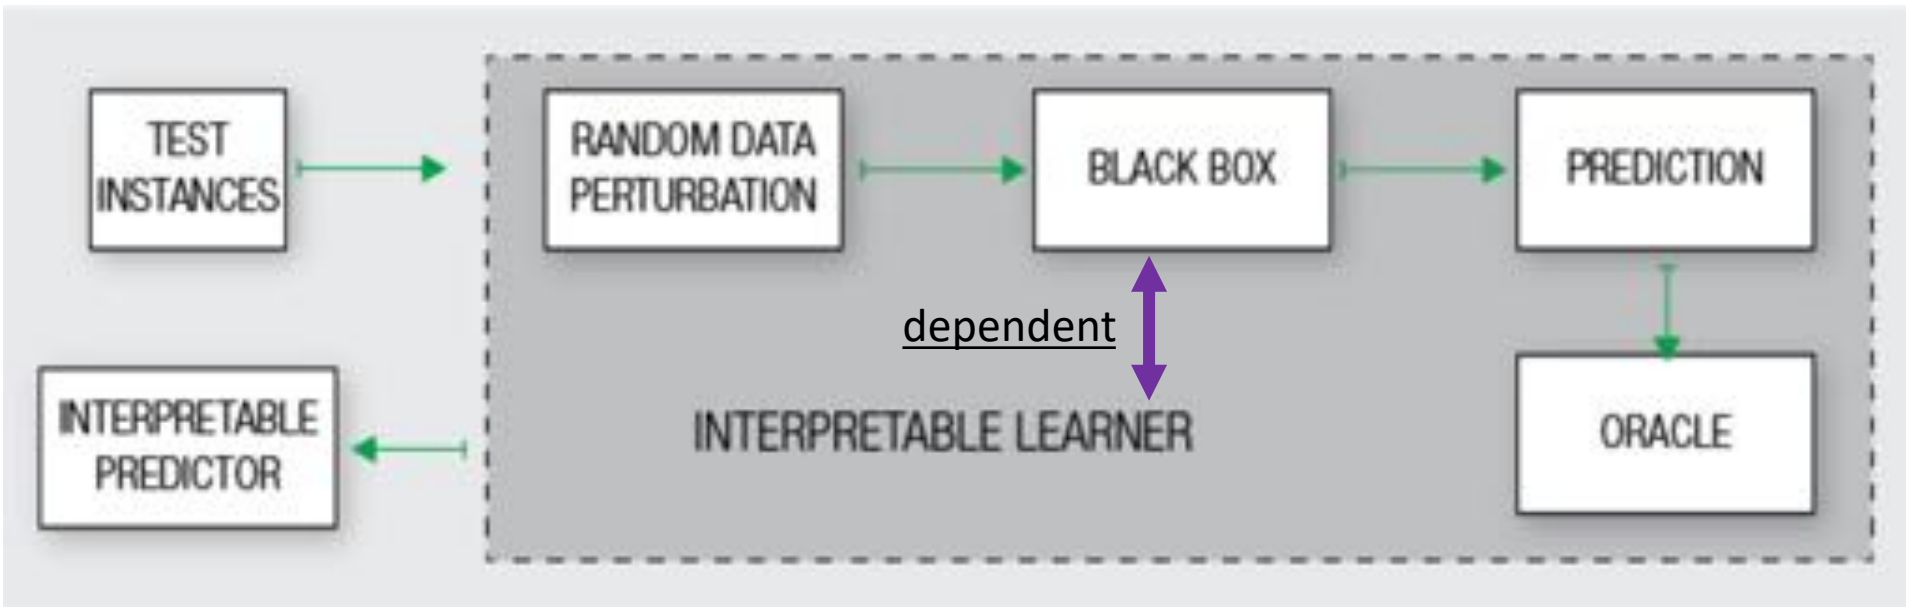 TEST
INSTANCES
RANDOM DATA
PERTURBATION
BLACK BOX
PREDICTION
dependent
INTERPRETABLE
PREDICTOR
INTERPRETABLE LEARNER
ORACLE